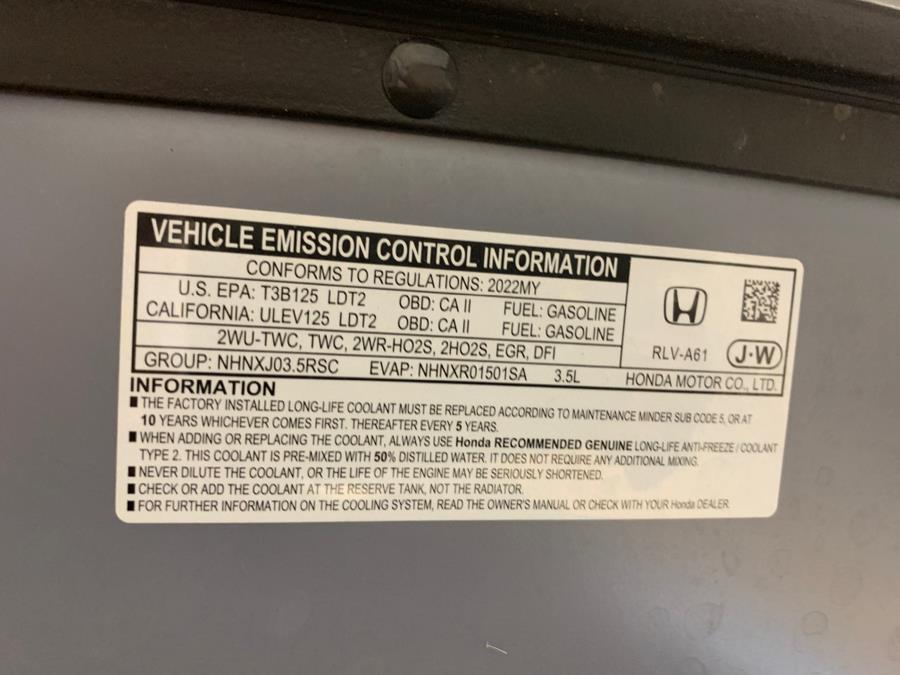 VEHICLE EMISSION CONTROL INFORMATION
CONFORMS TO REGULATIONS: 2022MY
U.S. EPA: T3B125 LDT2 OBD: CA II FUEL: GASOLINE
CALIFORNIA: ULEV125 LDT2 OBD: CA II FUEL: GASOLINE
2WU-TWC, TWC, 2WR-HO2S, 2HO2S, EGR, DFI
GROUP: NHNXJ03.5RSC EVAP: NHNXR01501SA 3.5L
RLV-A61 J·W
HONDA MOTOR CO., LTD.
INFORMATION
■ THE FACTORY INSTALLED LONG-LIFE COOLANT MUST BE REPLACED ACCORDING TO MAINTENANCE MINDER SUB CODE 5, OR AT
10 YEARS WHICHEVER COMES FIRST. THEREAFTER EVERY 5 YEARS.
■ WHEN ADDING OR REPLACING THE COOLANT, ALWAYS USE Honda RECOMMENDED GENUINE LONG-LIFE ANTI-FREEZE / COOLANT
TYPE 2. THIS COOLANT IS PRE-MIXED WITH 50% DISTILLED WATER. IT DOES NOT REQUIRE ANY ADDITIONAL MIXING.
■ NEVER DILUTE THE COOLANT, OR THE LIFE OF THE ENGINE MAY BE SERIOUSLY SHORTENED.
■ CHECK OR ADD THE COOLANT AT THE RESERVE TANK, NOT THE RADIATOR.
■ FOR FURTHER INFORMATION ON THE COOLING SYSTEM, READ THE OWNER'S MANUAL OR CHECK WITH YOUR Honda DEALER.